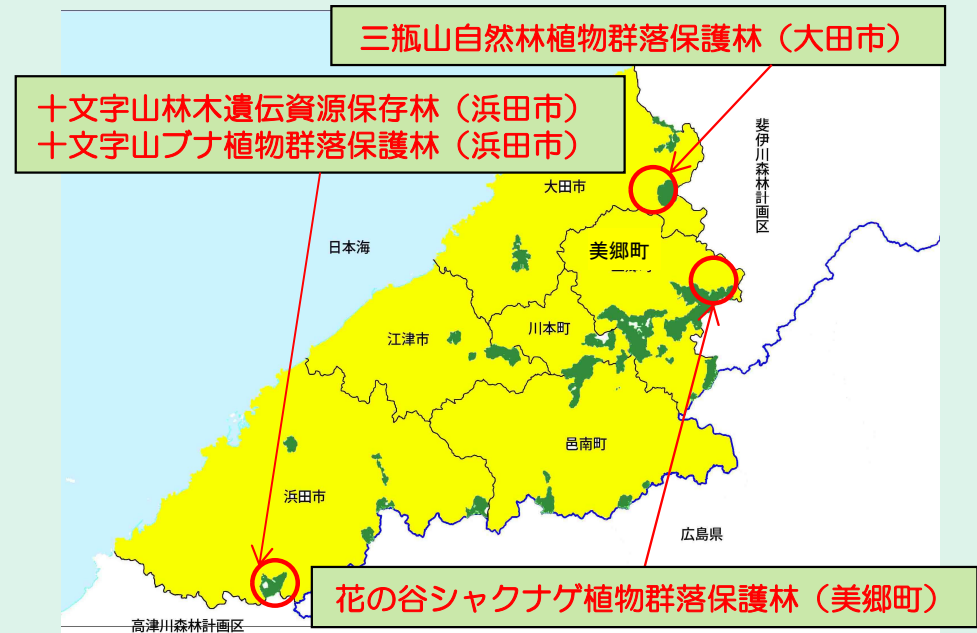 三瓶山自然林植物群落保護林（大田市）
十文字山林木遺伝資源保存林（浜田市）
十文字山ブナ植物群落保護林（浜田市）
斐伊川森林計画区
大田市
日本海
美郷町
川本町
江津市
邑南町
浜田市
広島県
花の谷シャクナゲ植物群落保護林（美郷町）
高津川森林計画区